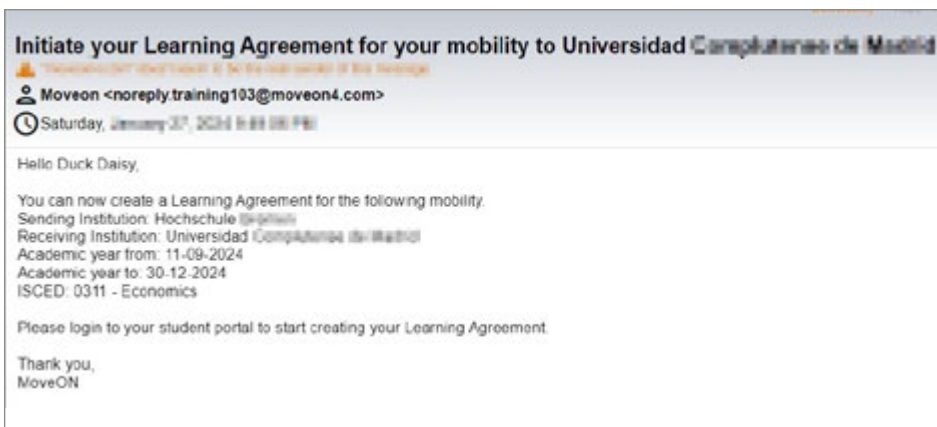 Initiate your Learning Agreement for your mobility to Universidad
Moveon <noreply.training103@moveon4.com>
Saturday,
Hello Duck Daisy,
You can now create a Learning Agreement for the following mobility.
Sending Institution: Hochschule
Receiving Institution: Universidad
Academic year from: 11-09-2024
Academic year to: 30-12-2024
ISCED: 0311 - Economics
Please login to your student portal to start creating your Learning Agreement.
Thank you,
MoveON